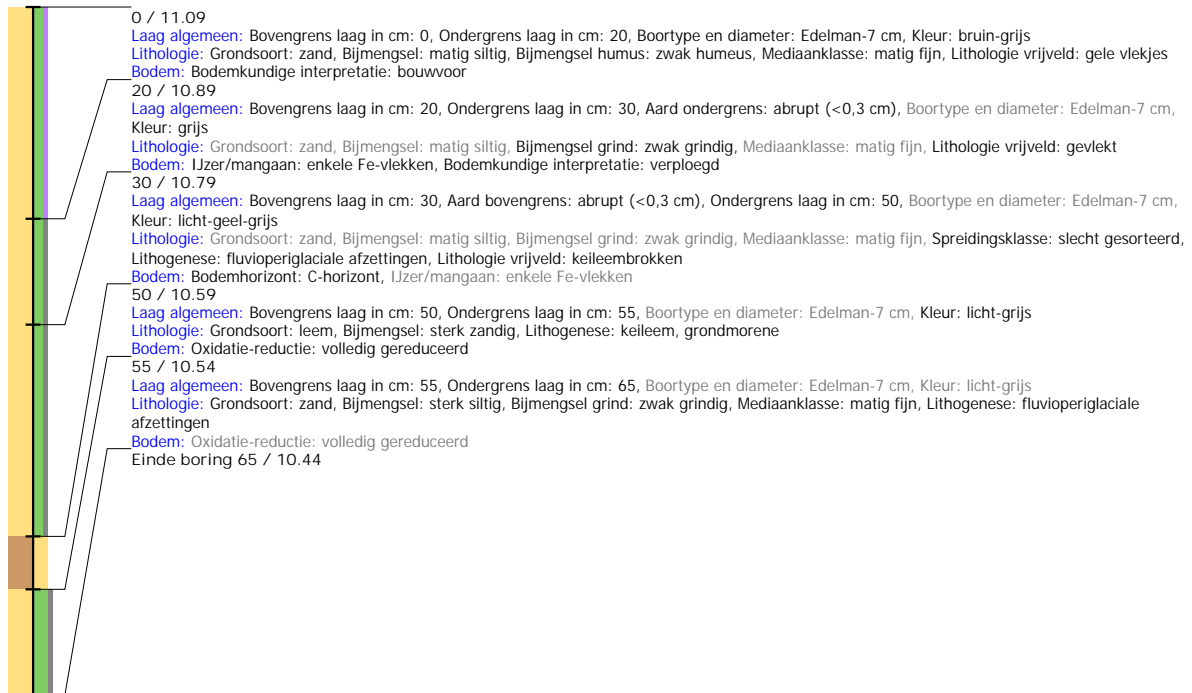 0 / 11.09
Laag algemeen: Bovengrens laag in cm: 0, Ondergrens laag in cm: 20, Boortype en diameter: Edelman-7 cm, Kleur: bruin-grijs
Lithologie: Grondsoort: zand, Bijmengsel: matig siltig, Bijmengsel humus: zwak humeus, Mediaanklasse: matig fijn, Lithologie vrijveld: gele vlekjes
Bodem: Bodemkundige interpretatie: bouwvoor
20 / 10.89
Laag algemeen: Bovengrens laag in cm: 20, Ondergrens laag in cm: 30, Aard ondergrens: abrupt (<0,3 cm), Boortype en diameter: Edelman-7 cm,
Kleur: grijs
Lithologie: Grondsoort: zand, Bijmengsel: matig siltig, Bijmengsel grind: zwak grindig, Mediaanklasse: matig fijn, Lithologie vrijveld: gevlekt
Bodem: IJzer/mangaan: enkele Fe-vlekken, Bodemkundige interpretatie: verploegd
30 / 10.79
Laag algemeen: Bovengrens laag in cm: 30, Aard bovengrens: abrupt (<0,3 cm), Ondergrens laag in cm: 50, Boortype en diameter: Edelman-7 cm,
Kleur: licht-geel-grijs
Lithologie: Grondsoort: zand, Bijmengsel: matig siltig, Bijmengsel grind: zwak grindig, Mediaanklasse: matig fijn, Spreidingsklasse: slecht gesorteerd,
Lithogenese: fluvioperiglaciale afzettingen, Lithologie vrijveld: keileembrokken
Bodem: Bodemhorizont: C-horizont, IJzer/mangaan: enkele Fe-vlekken
50 / 10.59
Laag algemeen: Bovengrens laag in cm: 50, Ondergrens laag in cm: 55, Boortype en diameter: Edelman-7 cm, Kleur: licht-grijs
Lithologie: Grondsoort: leem, Bijmengsel: sterk zandig, Lithogenese: keileem, grondmorene
Bodem: Oxidatie-reductie: volledig gereduceerd
55 / 10.54
Laag algemeen: Bovengrens laag in cm: 55, Ondergrens laag in cm: 65, Boortype en diameter: Edelman-7 cm, Kleur: licht-grijs
Lithologie: Grondsoort: zand, Bijmengsel: sterk siltig, Bijmengsel grind: zwak grindig, Mediaanklasse: matig fijn, Lithogenese: fluvioperiglaciale
afzettingen
Bodem: Oxidatie-reductie: volledig gereduceerd
Einde boring 65 / 10.44